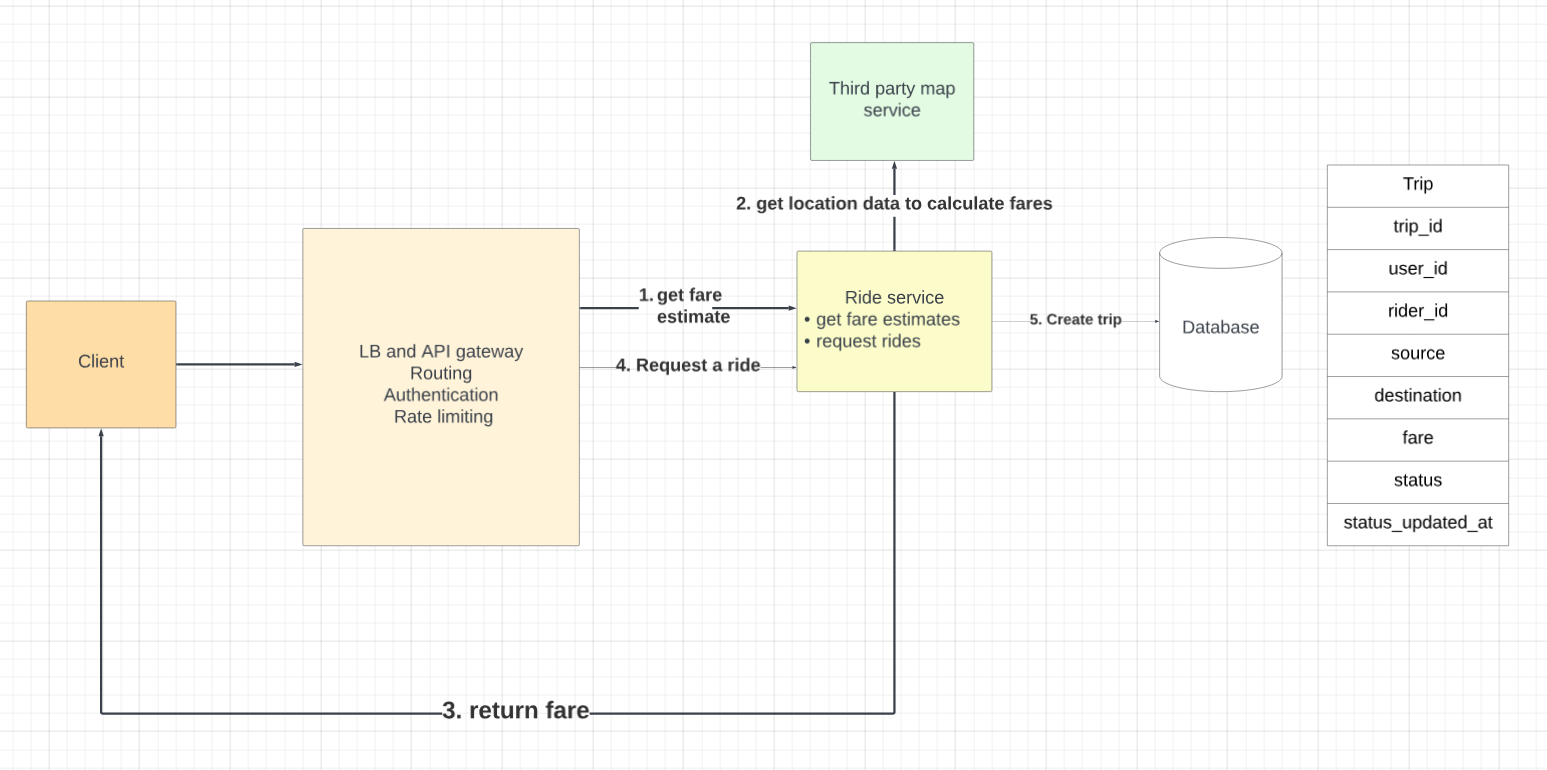 Third party map
service
2. get location data to calculate fares
Client
LB and API gateway
Routing
Authentication
Rate limiting
1. get fare
estimate
4. Request a ride
Ride service
• get fare estimates
• request rides
5. Create trip
Database
Trip
trip_id
user_id
rider_id
source
destination
fare
status
status_updated_at
3. return fare